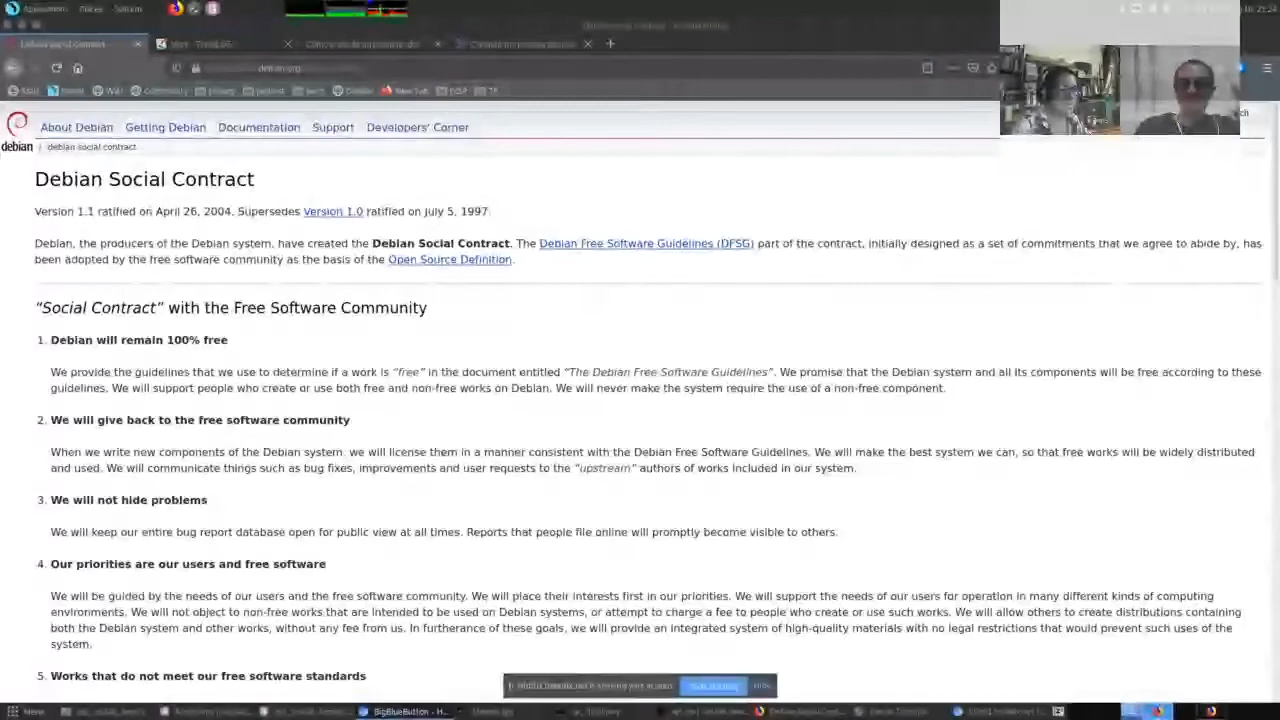 21:24
Debian Social Contract
debian.org
Wiki
Community
New Tab
About Debian Getting Debian Documentation Support Developers' Corner
debian / debian social contract
Debian Social Contract
Version 1.1 ratified on April 26, 2004. Supersedes Version 1.0 ratified on July 5, 1997.
Debian, the producers of the Debian system, have created the Debian Social Contract. The Debian Free Software Guidelines (DFSG) part of the contract, initially designed as a set of commitments that we agree to abide by, has
been adopted by the free software community as the basis of the Open Source Definition.
“Social Contract” with the Free Software Community
1. Debian will remain 100% free
We provide the guidelines that we use to determine if a work is “free” in the document entitled “The Debian Free Software Guidelines”. We promise that the Debian system and all its components will be free according to these
guidelines. We will support people who create or use both free and non-free works on Debian. We will never make the system require the use of a non-free component.
2. We will give back to the free software community
When we write new components of the Debian system, we will license them in a manner consistent with the Debian Free Software Guidelines. We will make the best system we can, so that free works will be widely distributed
and used. We will communicate things such as bug fixes, improvements and user requests to the “upstream” authors of works included in our system.
3. We will not hide problems
We will keep our entire bug report database open for public view at all times. Reports that people file online will promptly become visible to others.
4. Our priorities are our users and free software
We will be guided by the needs of our users and the free software community. We will place their interests first in our priorities. We will support the needs of our users for operation in many different kinds of computing
environments. We will not object to non-free works that are intended to be used on Debian systems, or attempt to charge a fee to people who create or use such works. We will allow others to create distributions containing
both the Debian system and other works, without any fee from us. In furtherance of these goals, we will provide an integrated system of high-quality materials with no legal restrictions that would prevent such uses of the
system.
5. Works that do not meet our free software standards
BigBlueButton - H...